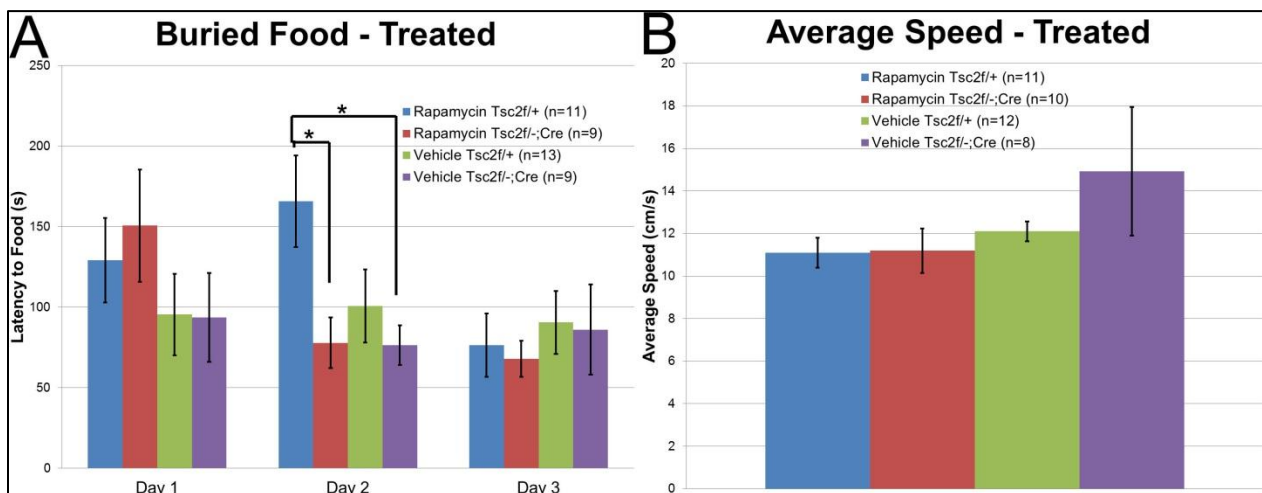 A
Buried Food - Treated
250
200
150
100
50
0
Latency to Food (s)
Rapamycin Tsc2f/+ (n=11)
Rapamycin Tsc2f/-;Cre (n=9)
Vehicle Tsc2f/+ (n=13)
Vehicle Tsc2f/-;Cre (n=9)
*
*
Day 1
Day 2
Day 3
B
Average Speed - Treated
20
18
16
14
12
10
8
6
4
2
0
Average Speed (cm/s)
Rapamycin Tsc2f/+ (n=11)
Rapamycin Tsc2f/-;Cre (n=10)
Vehicle Tsc2f/+ (n=12)
Vehicle Tsc2f/-;Cre (n=8)